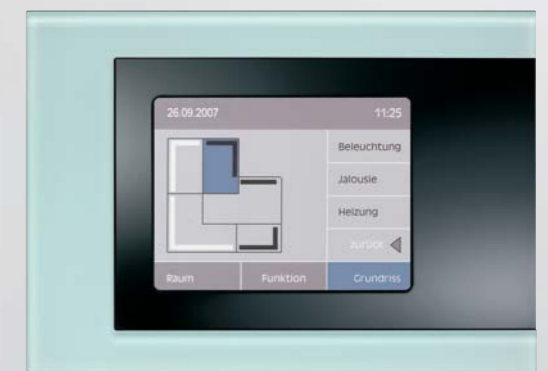 26.09.2007 11:25
Beleuchtung
Jalousie
Heizung
zurück
Raum Funktion Grundriss